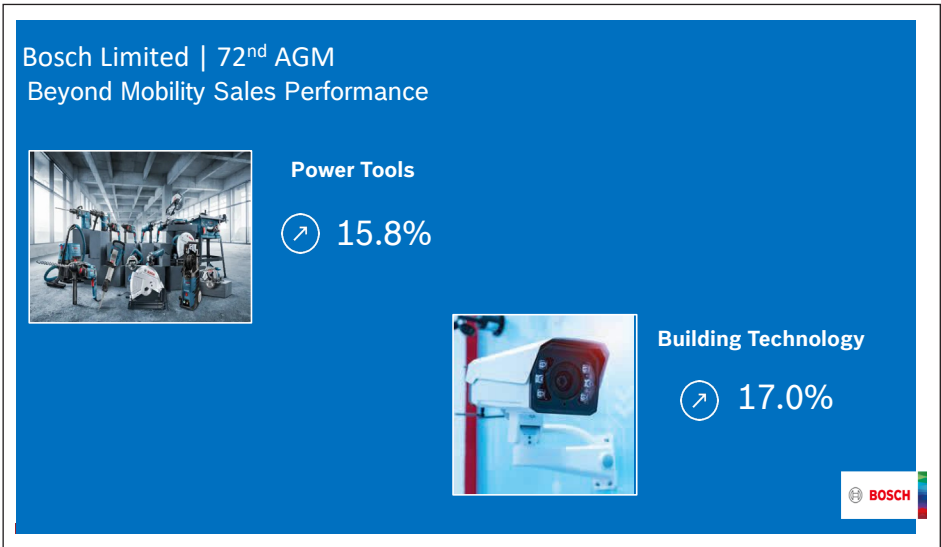 Bosch Limited | 72nd AGM
Beyond Mobility Sales Performance
Power Tools
15.8%
Building Technology
17.0%
BOSCH